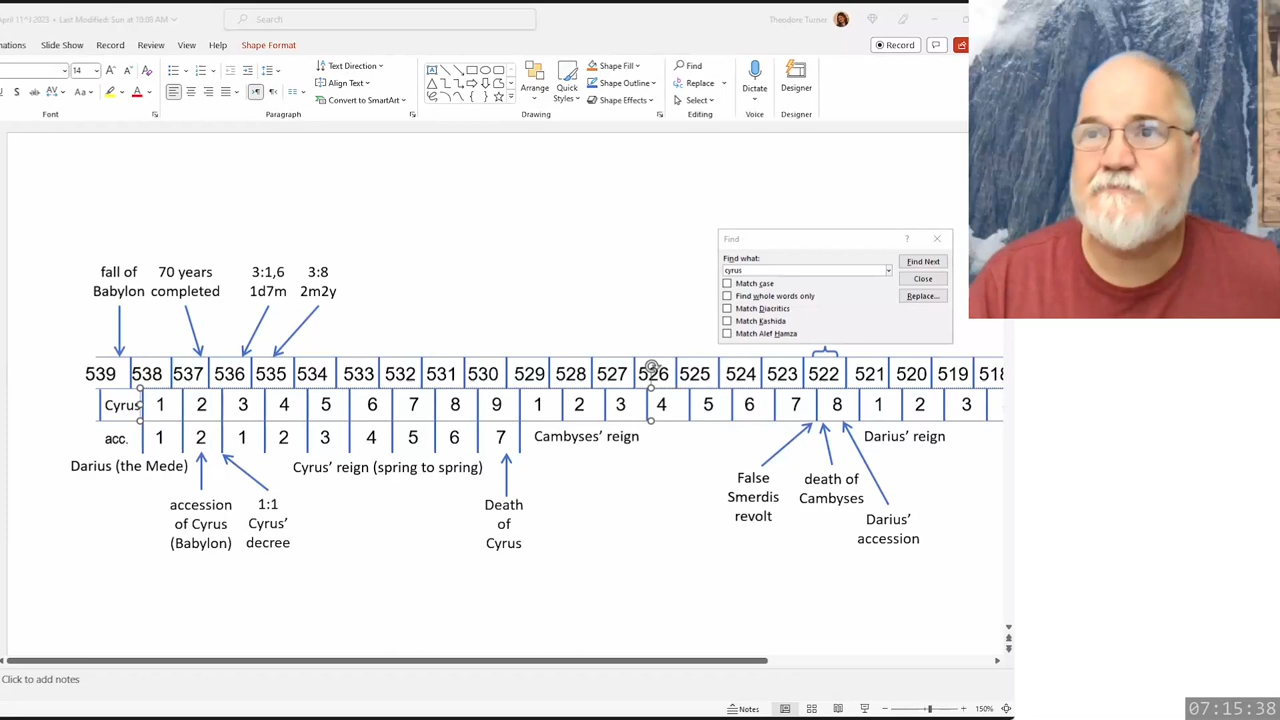 April 11th 2023 • Last Modified: Sun at 10:08 AM
Search
Theodore Turner
mations Slide Show Record Review View Help Shape Format
Record
14
Text Direction
Align Text
Convert to SmartArt
Arrange
Quick
Styles
Shape Fill
Shape Outline
Shape Effects
Find
Replace
Select
Dictate
Designer
Font
Paragraph
Drawing
Editing
Voice
Designer
Find
?
Find what:
cyrus
Find Next
Close
Replace...
Match case
Find whole words only
Match Diacritics
Match Kashida
Match Alef Hamza
fall of
Babylon
70 years
completed
3:1,6
1d7m
3:8
2m2y
539 538 537 536 535 534 533 532 531 530 529 528 527 526 525 524 523 522 521 520 519 518
Cyrus 1 2 3 4 5 6 7 8 9 1 2 3 4 5 6 7 8 1 2 3
acc. 1 2 1 2 3 4 5 6 7 Cambyses’ reign Darius’ reign
Darius (the Mede) Cyrus’ reign (spring to spring)
accession
of Cyrus
(Babylon)
1:1
Cyrus’
decree
Death
of
Cyrus
False
Smerdis
revolt
death of
Cambyses
Darius’
accession
Click to add notes
Notes
150%
07:15:38